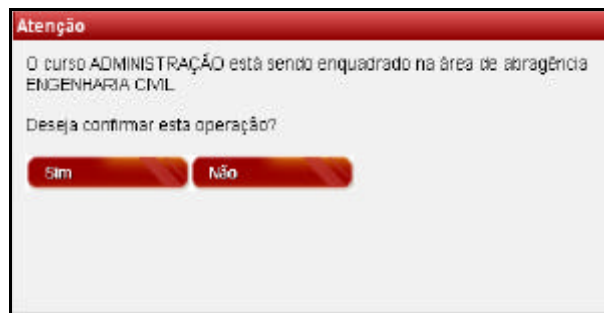 Atenção
O curso ADMINISTRAÇÃO está sendo enquadrado na área de abragência
ENGENHARIA CIVIL
Deseja confirmar esta operação?
Sim Não